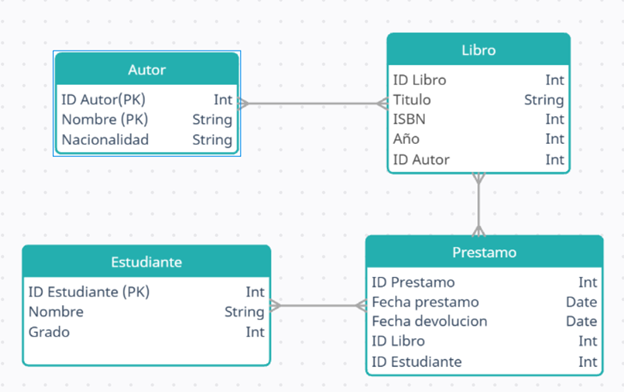 Autor
ID Autor(PK) Int
Nombre (PK) String
Nacionalidad String
Libro
ID Libro Int
Titulo String
ISBN Int
Año Int
ID Autor Int
Estudiante
ID Estudiante (PK) Int
Nombre String
Grado Int
Prestamo
ID Prestamo Int
Fecha prestamo Date
Fecha devolucion Date
ID Libro Int
ID Estudiante Int